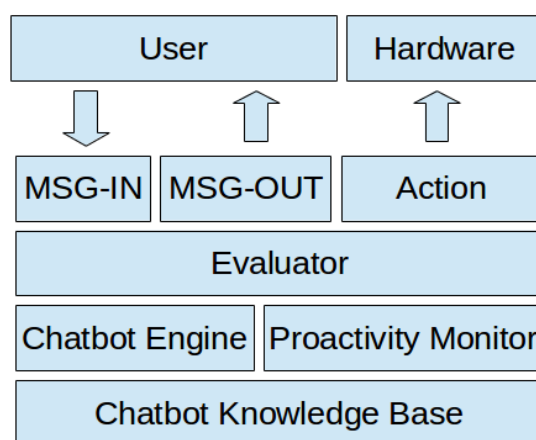 User
Hardware
MSG-IN
MSG-OUT
Action
Evaluator
Chatbot Engine
Proactivity Monitor
Chatbot Knowledge Base